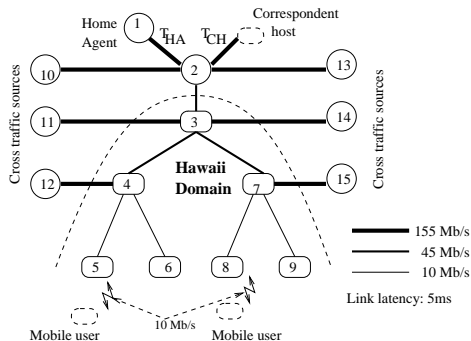 Home
Agent
1
T HA
T CH
Correspondent
host
10
2
13
Cross traffic sources
11
3
14
Cross traffic sources
12
4
Hawaii
Domain
7
15
5
6
8
9
155 Mb/s
45 Mb/s
10 Mb/s
Link latency: 5ms
10 Mb/s
Mobile user
Mobile user